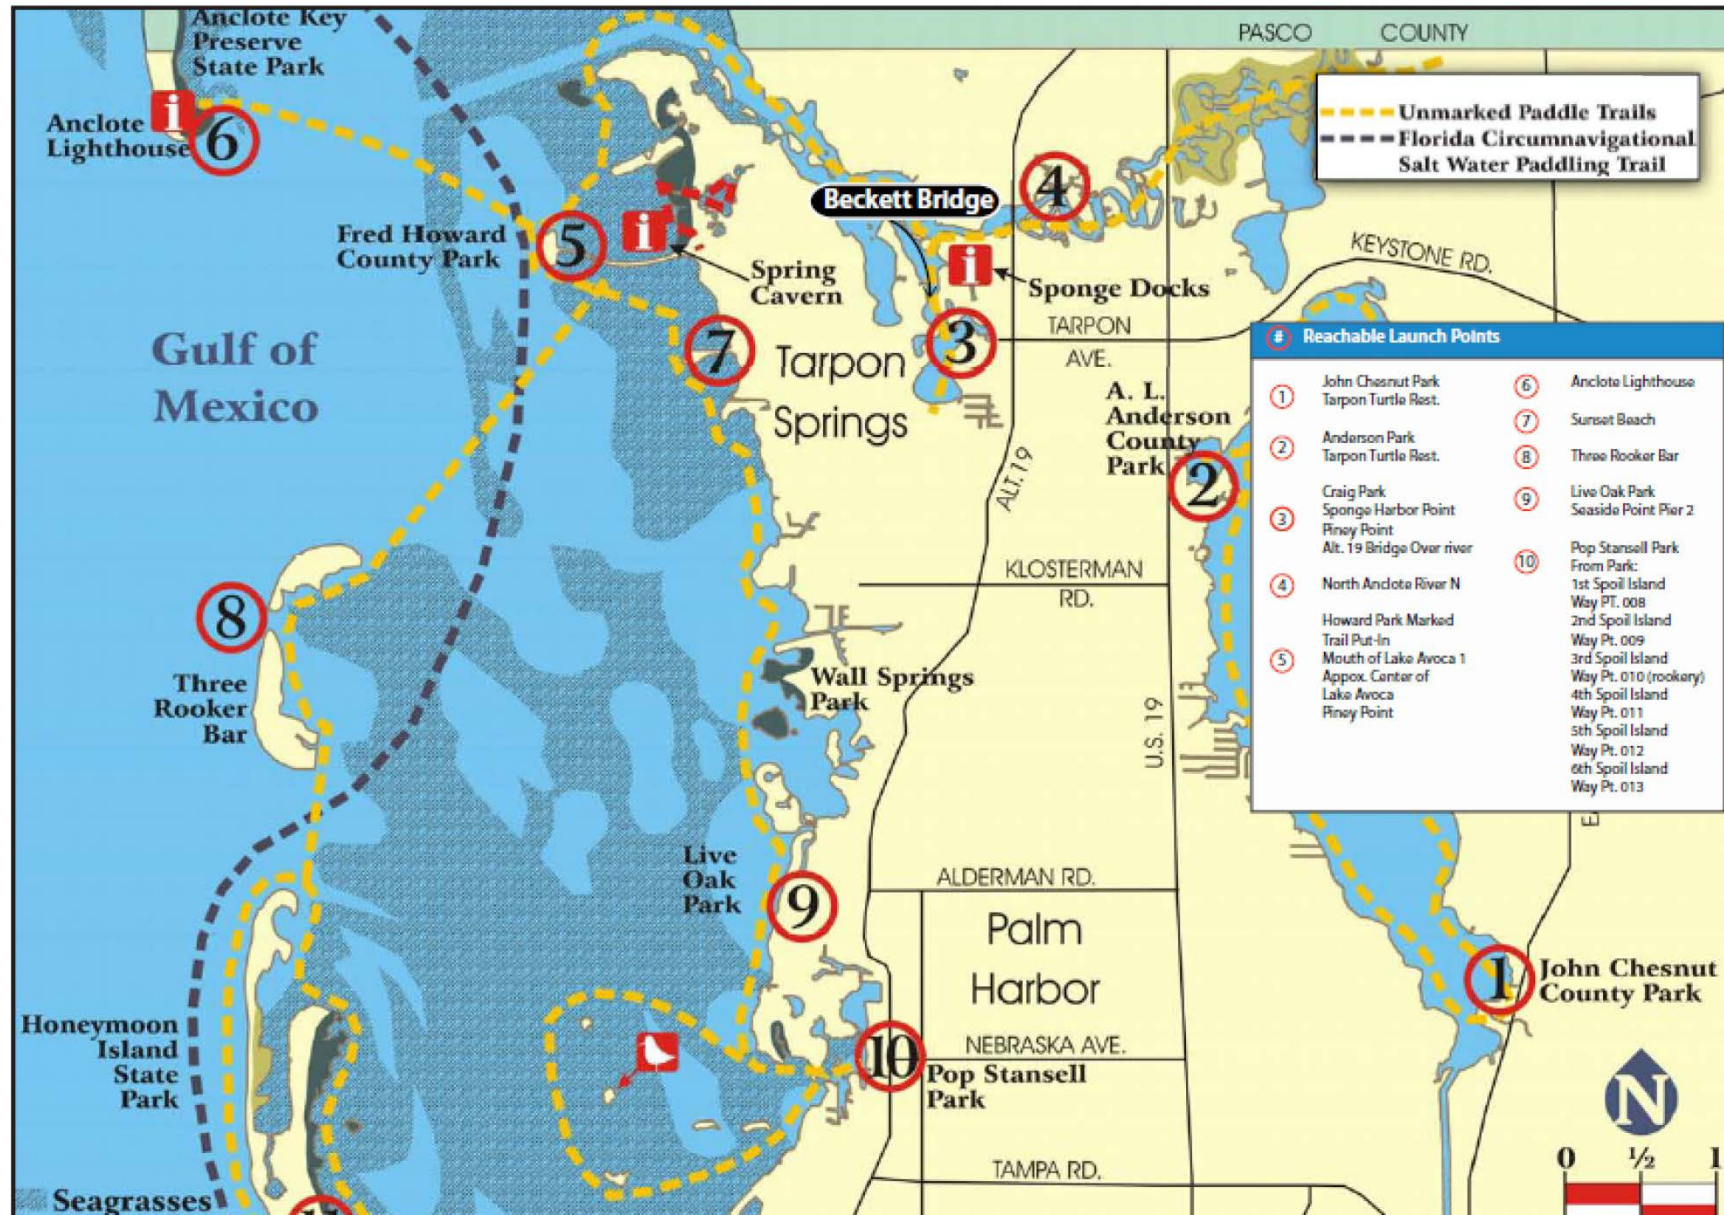 PASCO COUNTY
Anclote Key
Preserve
State Park
Unmarked Paddle Trails
Florida Circumnavigational
Salt Water Paddling Trail
Anclote
Lighthouse
i
6
4
Beckett Bridge
Fred Howard
County Park
5
i
Spring
Cavern
i
Sponge Docks
KEYSTONE RD.
Gulf of
Mexico
7
Tarpon
Springs
3
TARPON
AVE.
A. L.
Anderson
County
Park
2
ALT. 19
# Reachable Launch Points
1 John Chesnut Park
Tarpon Turtle Rest.
2 Anderson Park
Tarpon Turtle Rest.
3 Craig Park
Sponge Harbor Point
Piney Point
Alt. 19 Bridge Over river
4 North Anclote River N
5 Howard Park Marked
Trail Put-In
Mouth of Lake Avoca 1
Appox. Center of
Lake Avoca
Piney Point
6 Anclote Lighthouse
7 Sunset Beach
8 Three Rooker Bar
9 Live Oak Park
Seaside Point Pier 2
10 Pop Stansell Park
From Park:
1st Spoil Island
Way PT. 008
2nd Spoil Island
Way Pt. 009
3rd Spoil Island
Way Pt. 010 (rookery)
4th Spoil Island
Way Pt. 011
5th Spoil Island
Way Pt. 012
6th Spoil Island
Way Pt. 013
KLOSTERMAN
RD.
8
Three
Rooker
Bar
Wall Springs
Park
U.S. 19
Live
Oak
Park
9
ALDERMAN RD.
Palm
Harbor
1
John Chesnut
County Park
Honeymoon
Island
State
Park
10
NEBRASKA AVE.
Pop Stansell
Park
N
TAMPA RD.
0 ½ 1
Seagrasses